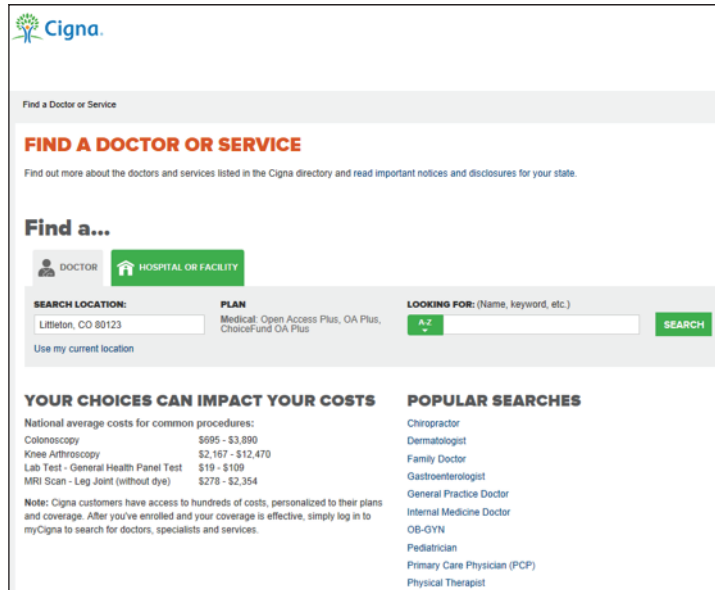 Cigna.
Find a Doctor or Service
FIND A DOCTOR OR SERVICE
Find out more about the doctors and services listed in the Cigna directory and read important notices and disclosures for your state.
Find a...
DOCTOR
HOSPITAL OR FACILITY
SEARCH LOCATION:
Littleton, CO 80123
Use my current location
PLAN
Medical: Open Access Plus, OA Plus,
ChoiceFund OA Plus
LOOKING FOR: (Name, keyword, etc.)
A-Z
SEARCH
YOUR CHOICES CAN IMPACT YOUR COSTS
National average costs for common procedures:
Colonoscopy $695 - $3,890
Knee Arthroscopy $2,167 - $12,470
Lab Test - General Health Panel Test $19 - $109
MRI Scan - Leg Joint (without dye) $278 - $2,354
Note: Cigna customers have access to hundreds of costs, personalized to their plans
and coverage. After you've enrolled and your coverage is effective, simply log in to
myCigna to search for doctors, specialists and services.
POPULAR SEARCHES
Chiropractor
Dermatologist
Family Doctor
Gastroenterologist
General Practice Doctor
Internal Medicine Doctor
OB-GYN
Pediatrician
Primary Care Physician (PCP)
Physical Therapist